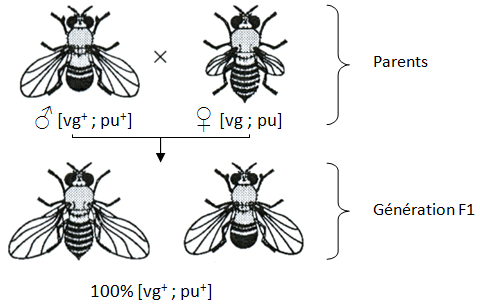 ×
Parents
♂ [vg⁺ ; pu⁺] ♀ [vg ; pu]
Génération F1
100% [vg⁺ ; pu⁺]